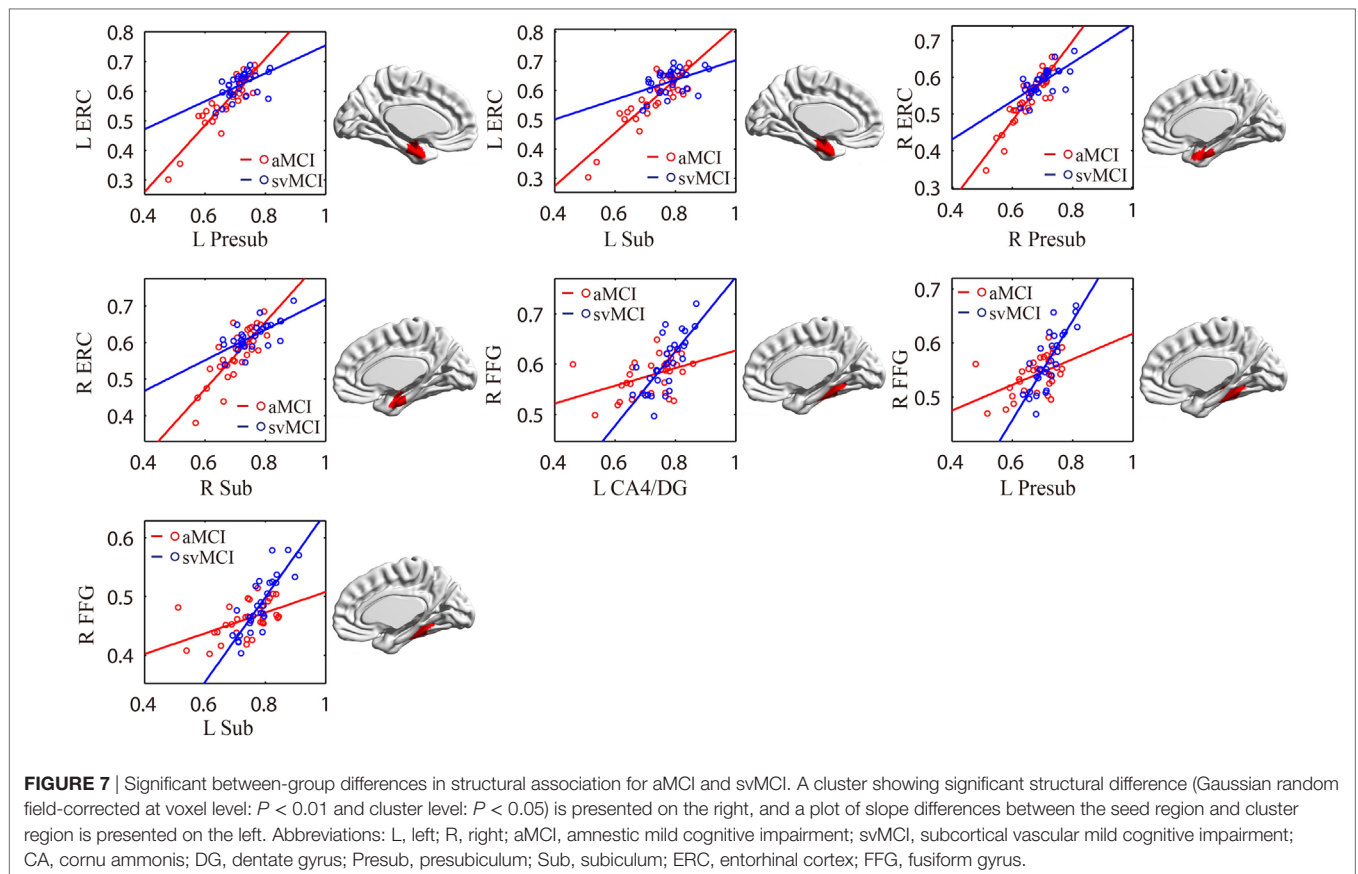 0.8
0.7
0.6
0.5
0.4
0.3
L ERC
aMCI
svMCI
0.4 0.6 0.8 1
L Presub
0.8
0.7
0.6
0.5
0.4
0.3
L ERC
aMCI
svMCI
0.4 0.6 0.8 1
L Sub
0.7
0.6
0.5
0.4
0.3
R ERC
aMCI
svMCI
0.4 0.6 0.8 1
R Presub
0.7
0.6
0.5
0.4
R ERC
aMCI
svMCI
0.4 0.6 0.8 1
R Sub
0.7
0.6
0.5
R FFG
aMCI
svMCI
0.4 0.6 0.8 1
L CA4/DG
0.7
0.6
0.5
R FFG
aMCI
svMCI
0.4 0.6 0.8 1
L Presub
0.6
0.5
0.4
R FFG
aMCI
svMCI
0.4 0.6 0.8 1
L Sub
FIGURE 7 | Significant between-group differences in structural association for aMCI and svMCI. A cluster showing significant structural difference (Gaussian random
field-corrected at voxel level: P < 0.01 and cluster level: P < 0.05) is presented on the right, and a plot of slope differences between the seed region and cluster
region is presented on the left. Abbreviations: L, left; R, right; aMCI, amnestic mild cognitive impairment; svMCI, subcortical vascular mild cognitive impairment;
CA, cornu ammonis; DG, dentate gyrus; Presub, presubiculum; Sub, subiculum; ERC, entorhinal cortex; FFG, fusiform gyrus.